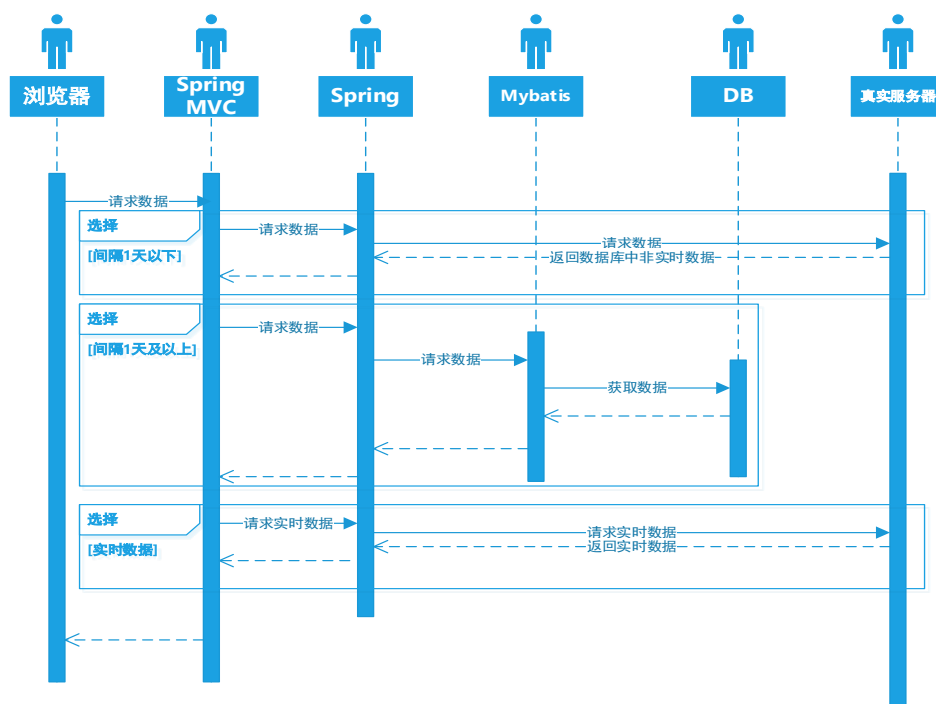 浏览器
Spring
MVC
Spring
Mybatis
DB
真实服务器
请求数据
选择
请求数据
[间隔1天以下]
请求数据
返回数据库中非实时数据
选择
请求数据
[间隔1天及以上]
请求数据
获取数据
选择
请求实时数据
请求实时数据
[实时数据]
返回实时数据